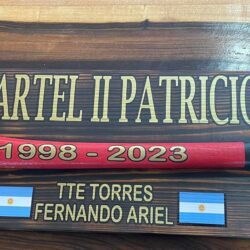 ARTEL II PATRICIO
1998 - 2023
TTE TORRES
FERNANDO ARIEL